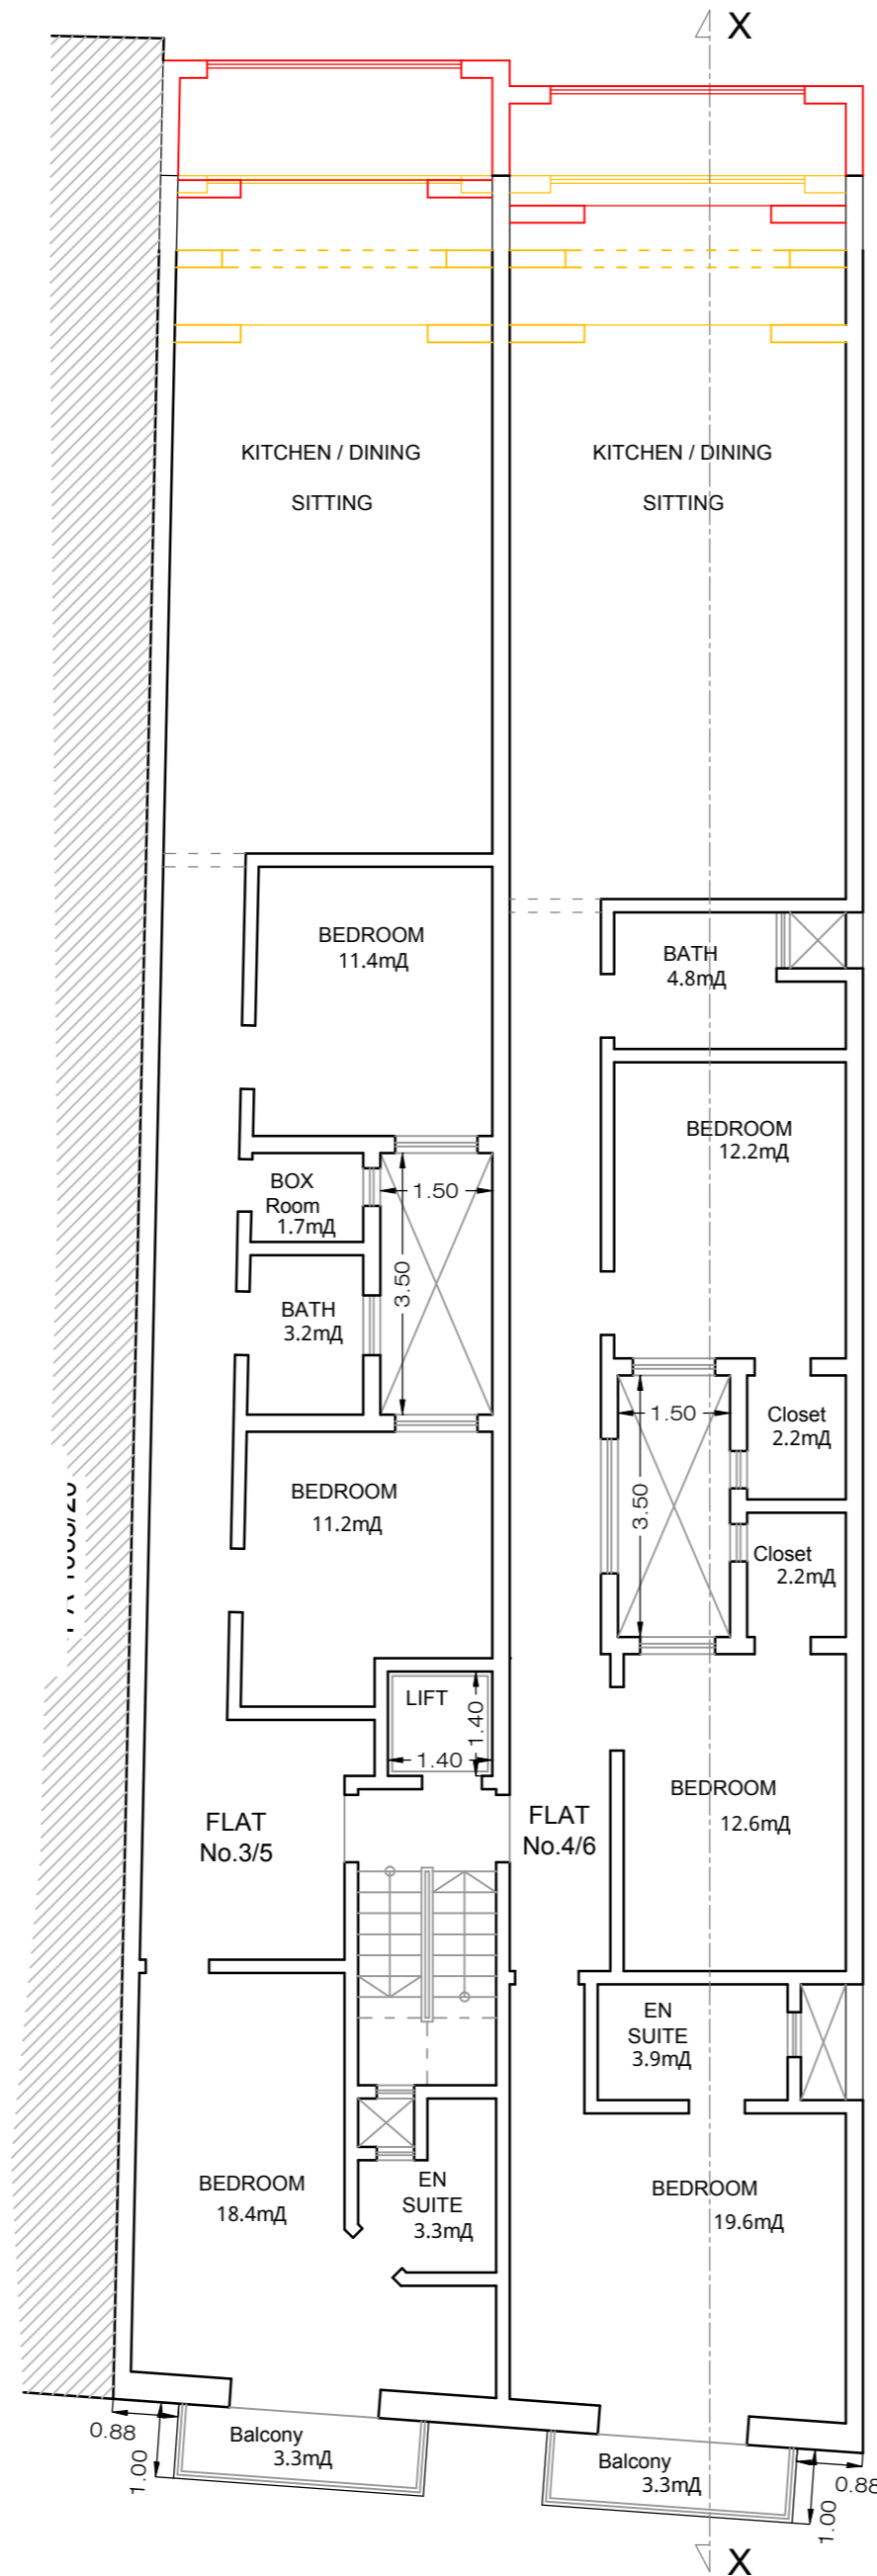 X
KITCHEN / DINING
SITTING
KITCHEN / DINING
SITTING
BEDROOM
11.4mД
BATH
4.8mД
BEDROOM
12.2mД
BOX
Room
1.7mД
1.50
3.50
BATH
3.2mД
1.50
3.50
Closet
2.2mД
BEDROOM
11.2mД
Closet
2.2mД
LIFT
1.40
1.40
BEDROOM
12.6mД
FLAT
No.3/5
FLAT
No.4/6
EN
SUITE
3.9mД
BEDROOM
18.4mД
EN
SUITE
3.3mД
BEDROOM
19.6mД
0.88
1.00
Balcony
3.3mД
Balcony
3.3mД
0.88
1.00
X